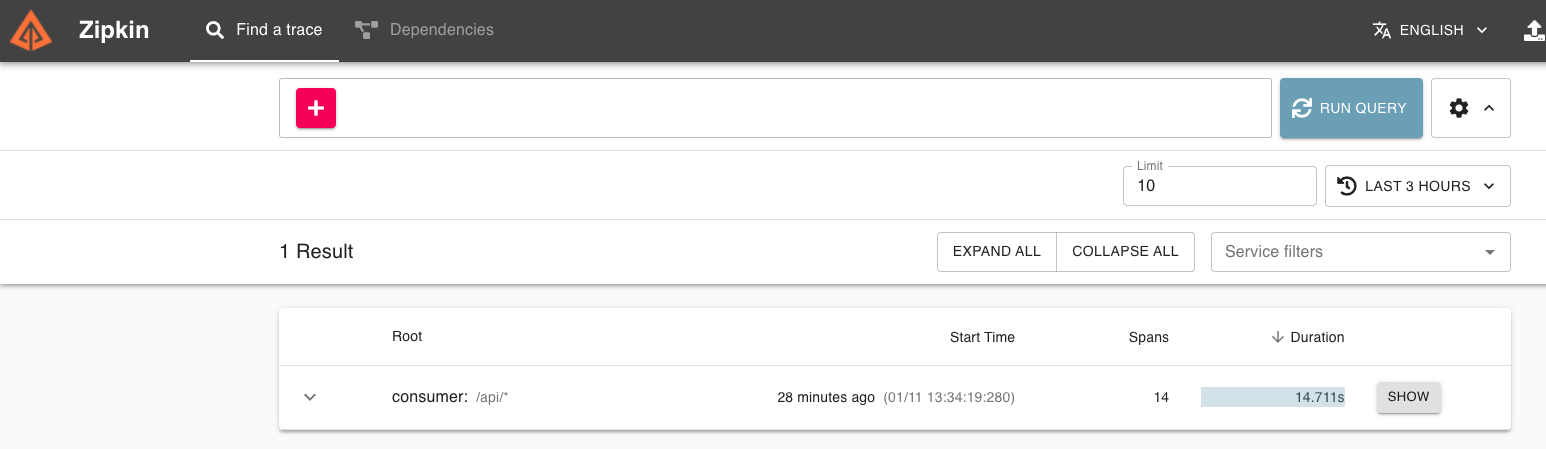 Zipkin Find a trace Dependencies ENGLISH
RUN QUERY
Limit
10 LAST 3 HOURS
1 Result EXPAND ALL COLLAPSE ALL Service filters
Root Start Time Spans Duration
consumer: /api/* 28 minutes ago (01/11 13:34:19:280) 14 14.711s SHOW